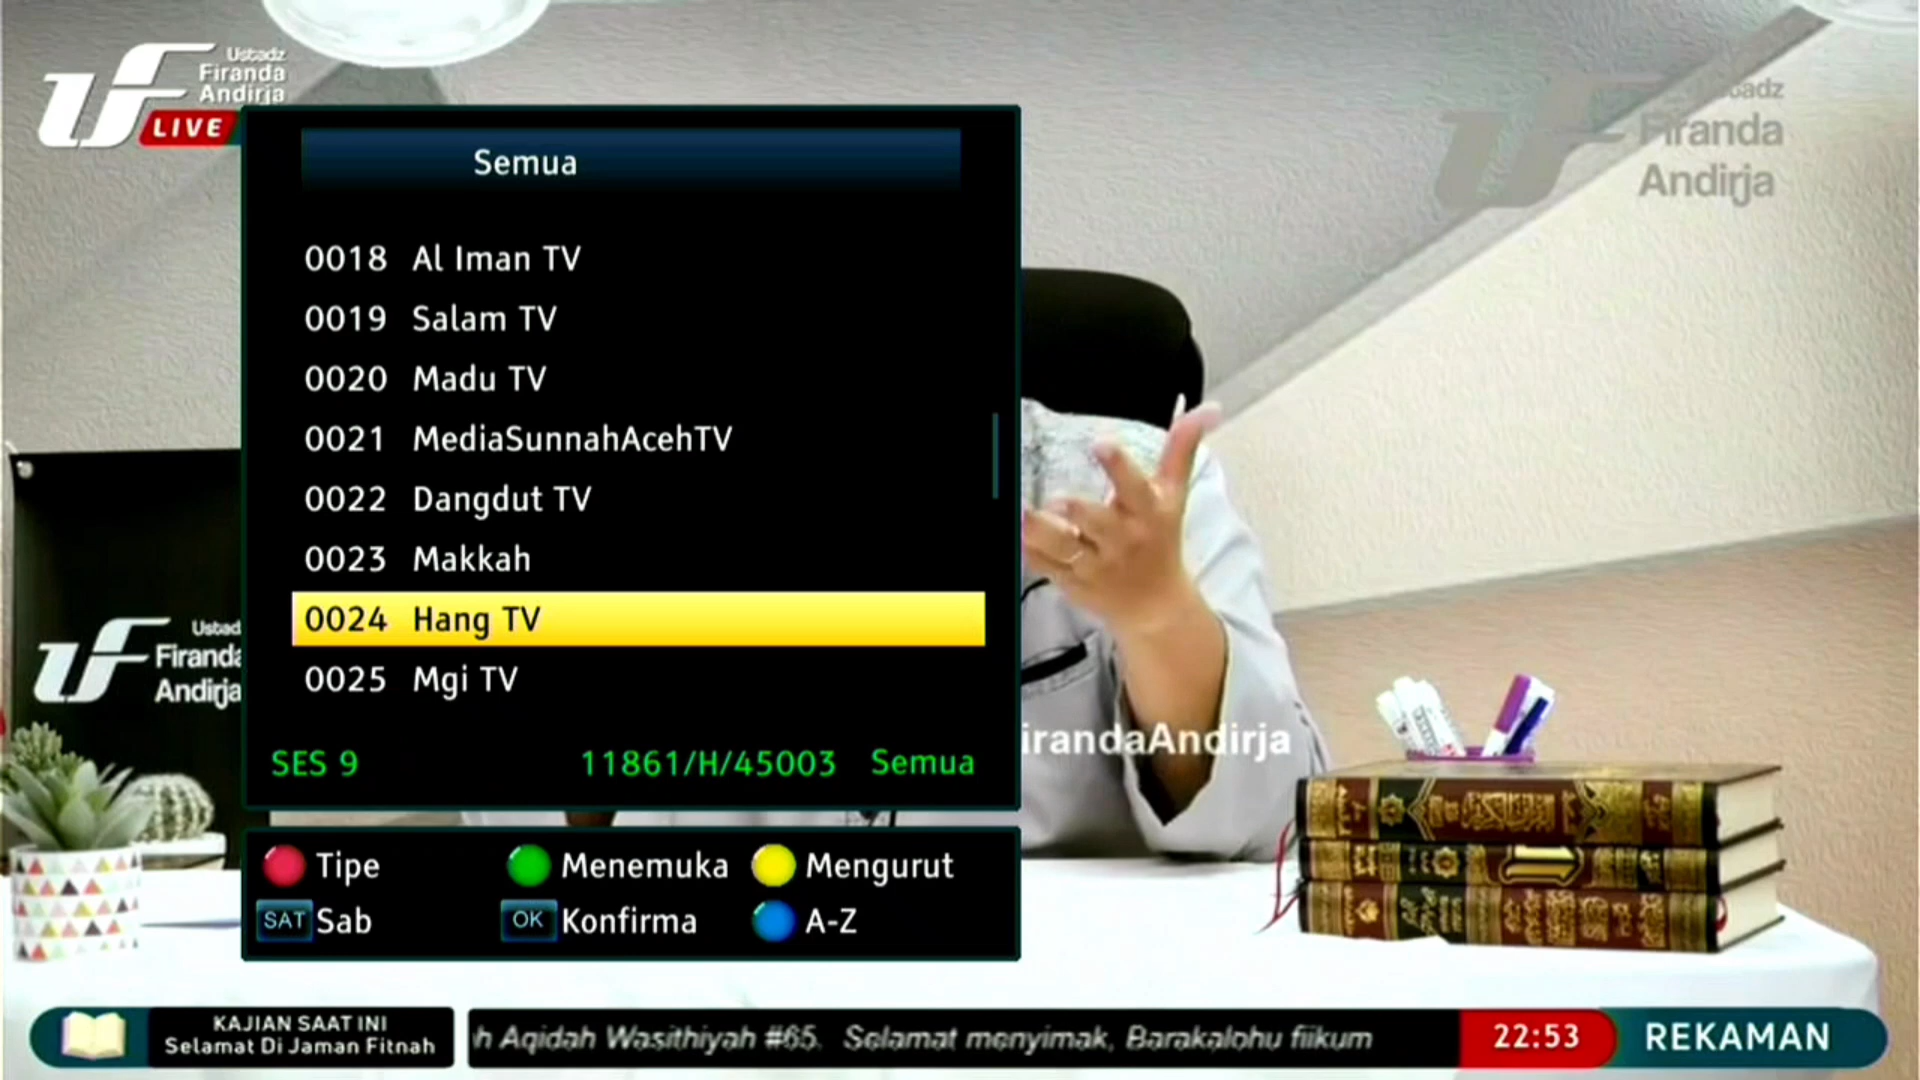 Ustadz
Firanda
Andirja
LIVE
Ustadz
Firanda
Andirja
Semua
0018 Al Iman TV
0019 Salam TV
0020 Madu TV
0021 MediaSunnahAcehTV
0022 Dangdut TV
0023 Makkah
0024 Hang TV
0025 Mgi TV
SES 9 11861/H/45003 Semua
Ustad
Firanda
Andirja
irandaAndirja
Tipe Menemuka Mengurut
SAT Sab OK Konfirma A-Z
KAJIAN SAAT INI
Selamat Di Jaman Fitnah
h Aqidah Wasithiyah #65. Selamat menyimak, Barakalohu fiikum
22:53 REKAMAN